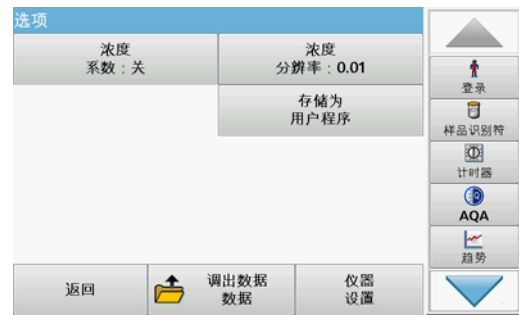 选项
浓度
系数：关
浓度
分辨率：0.01
存储为
用户程序
返回
调出数据
数据
仪器
设置
登录
样品识别符
计时器
AQA
趋势